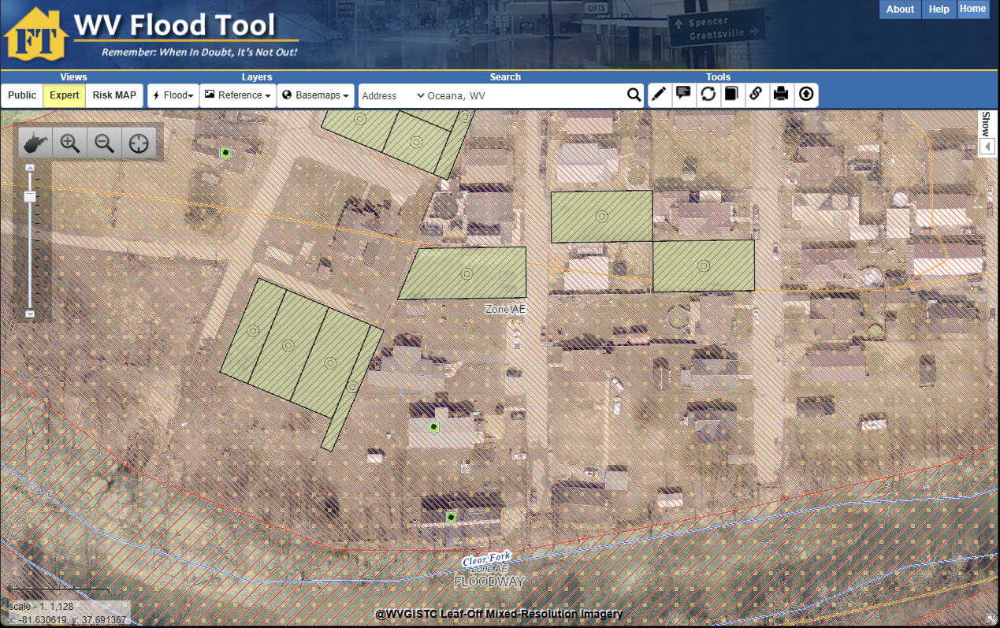 FT
WV Flood Tool
Remember: When In Doubt, It's Not Out!
GIFTS
Spencer
Grantsville
About
Help
Home
Views
Layers
Search
Tools
Public
Expert
Risk MAP
Flood
Reference
Basemaps
Address
Oceana, WV
Show
Zone AE
Clear Fork
Zone AE
FLOODWAY
scale - 1: 1,128
x: -81.630619, y: 37.691367
@WVGISTC Leaf-Off Mixed-Resolution Imagery